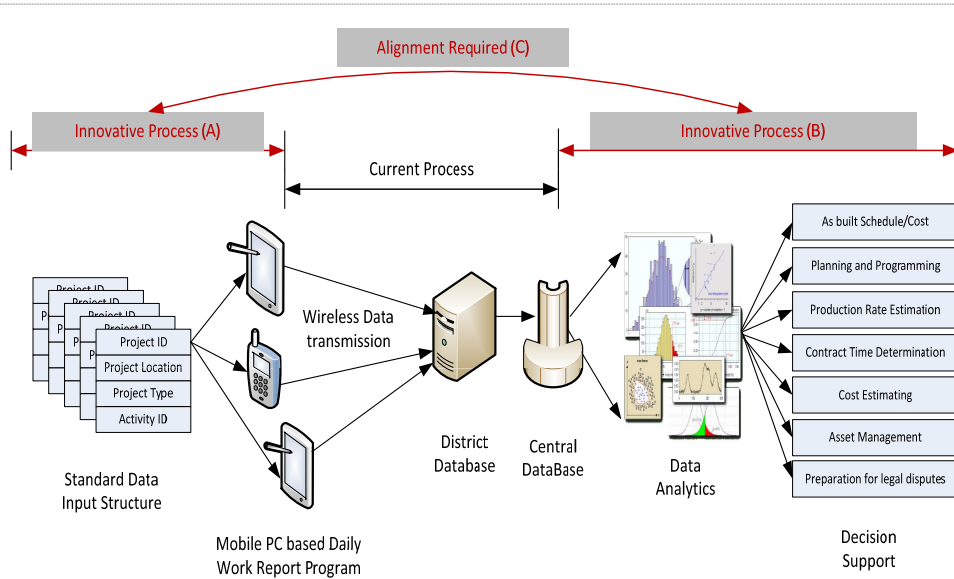 Alignment Required (C)
Innovative Process (A)
Innovative Process (B)
Current Process
Project ID
Project ID
Project ID
Project ID
Project ID
Project Location
Project Type
Activity ID
Standard Data
Input Structure
Wireless Data
transmission
Mobile PC based Daily
Work Report Program
District
Database
Central
DataBase
Data
Analytics
As built Schedule/Cost
Planning and Programming
Production Rate Estimation
Contract Time Determination
Cost Estimating
Asset Management
Preparation for legal disputes
Decision
Support